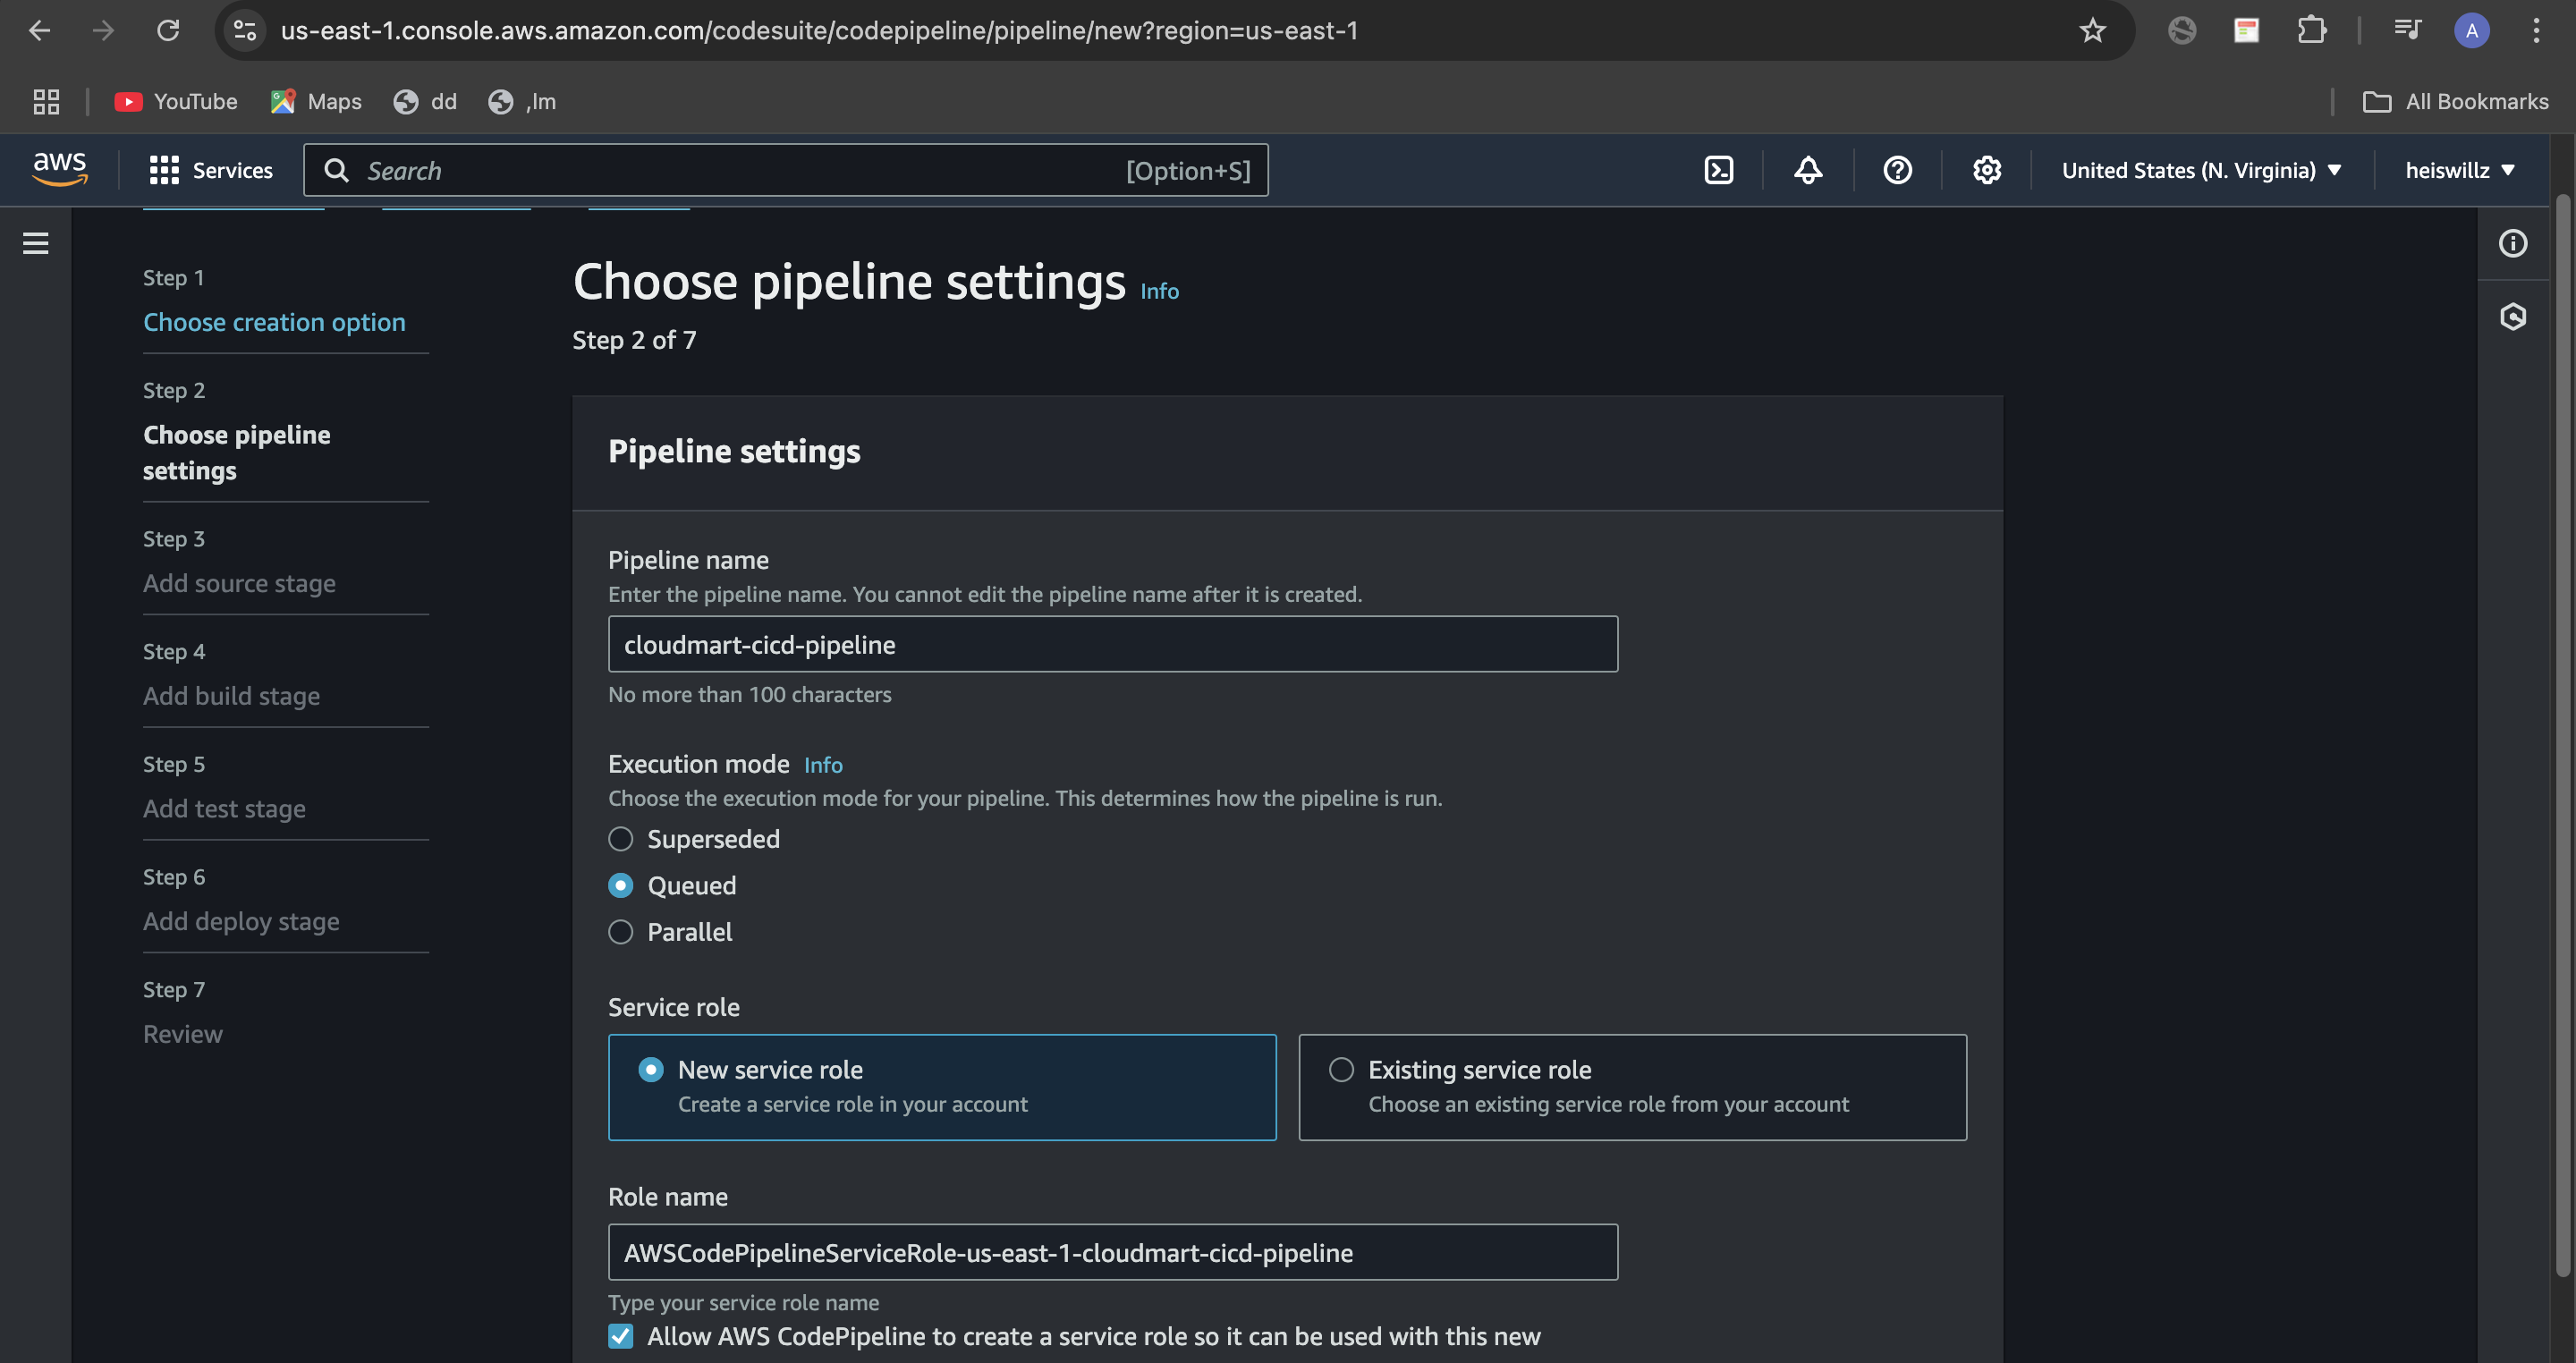 us-east-1.console.aws.amazon.com/codesuite/codepipeline/pipeline/new?region=us-east-1
A
YouTube
Maps
dd
,lm
All Bookmarks
aws
Services
Search
[Option+S]
United States (N. Virginia)
heiswillz
Step 1
Choose creation option
Step 2
Choose pipeline
settings
Step 3
Add source stage
Step 4
Add build stage
Step 5
Add test stage
Step 6
Add deploy stage
Step 7
Review
Choose pipeline settings Info
Step 2 of 7
Pipeline settings
Pipeline name
Enter the pipeline name. You cannot edit the pipeline name after it is created.
cloudmart-cicd-pipeline
No more than 100 characters
Execution mode Info
Choose the execution mode for your pipeline. This determines how the pipeline is run.
Superseded
Queued
Parallel
Service role
New service role
Create a service role in your account
Existing service role
Choose an existing service role from your account
Role name
AWSCodePipelineServiceRole-us-east-1-cloudmart-cicd-pipeline
Type your service role name
Allow AWS CodePipeline to create a service role so it can be used with this new